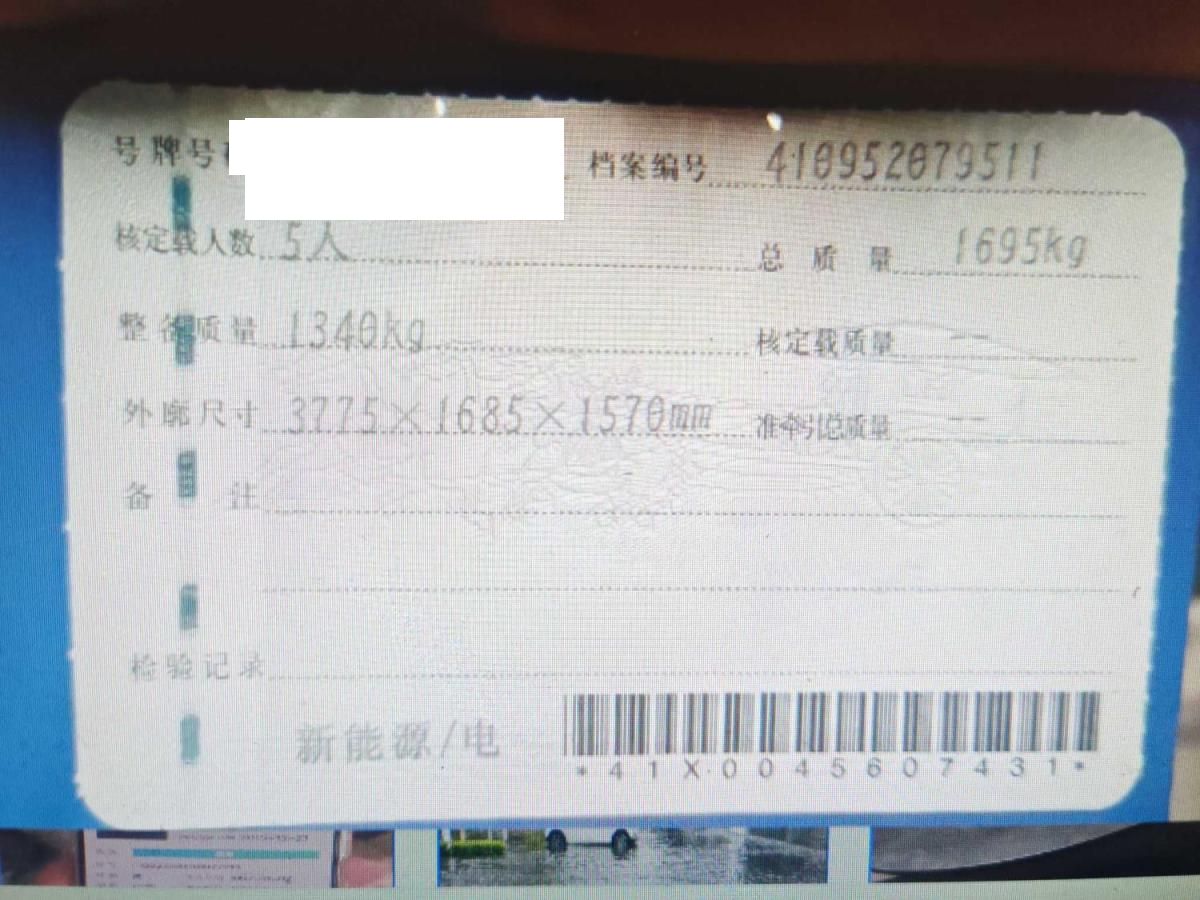 号牌号 档案编号 410952079511
核定载人数 5人 总质量 1695kg
整备质量 1340kg 核定载质量 --
外廓尺寸 3775×1685×1570mm 准牵引总质量 --
备注
检验记录
新能源/电
*41X0045607431*